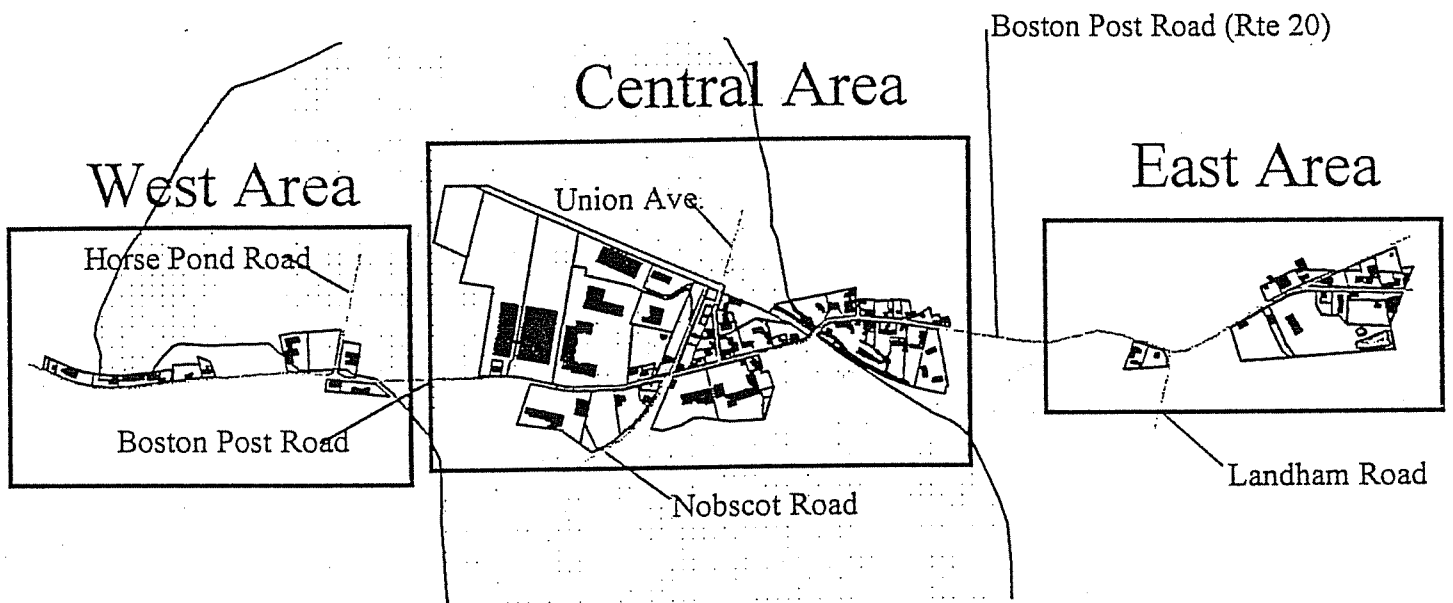 Boston Post Road (Rte 20)
Central Area
West Area
East Area
Union Ave.
Horse Pond Road
Boston Post Road
Nobscot Road
Landham Road